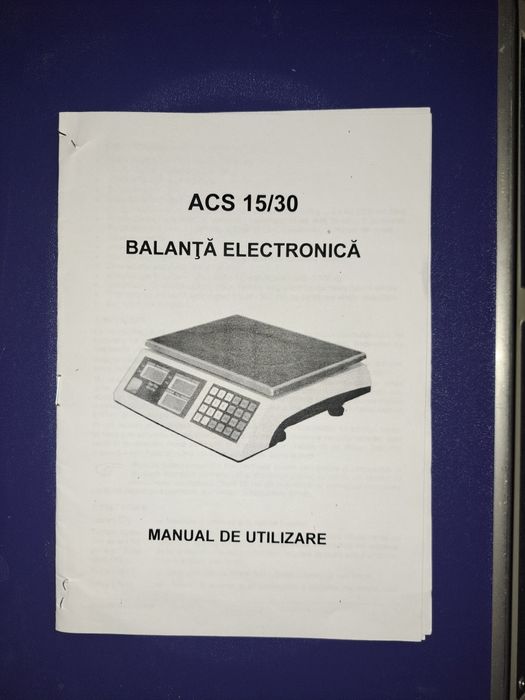 ACS 15/30
BALANŢĂ ELECTRONICĂ
MANUAL DE UTILIZARE